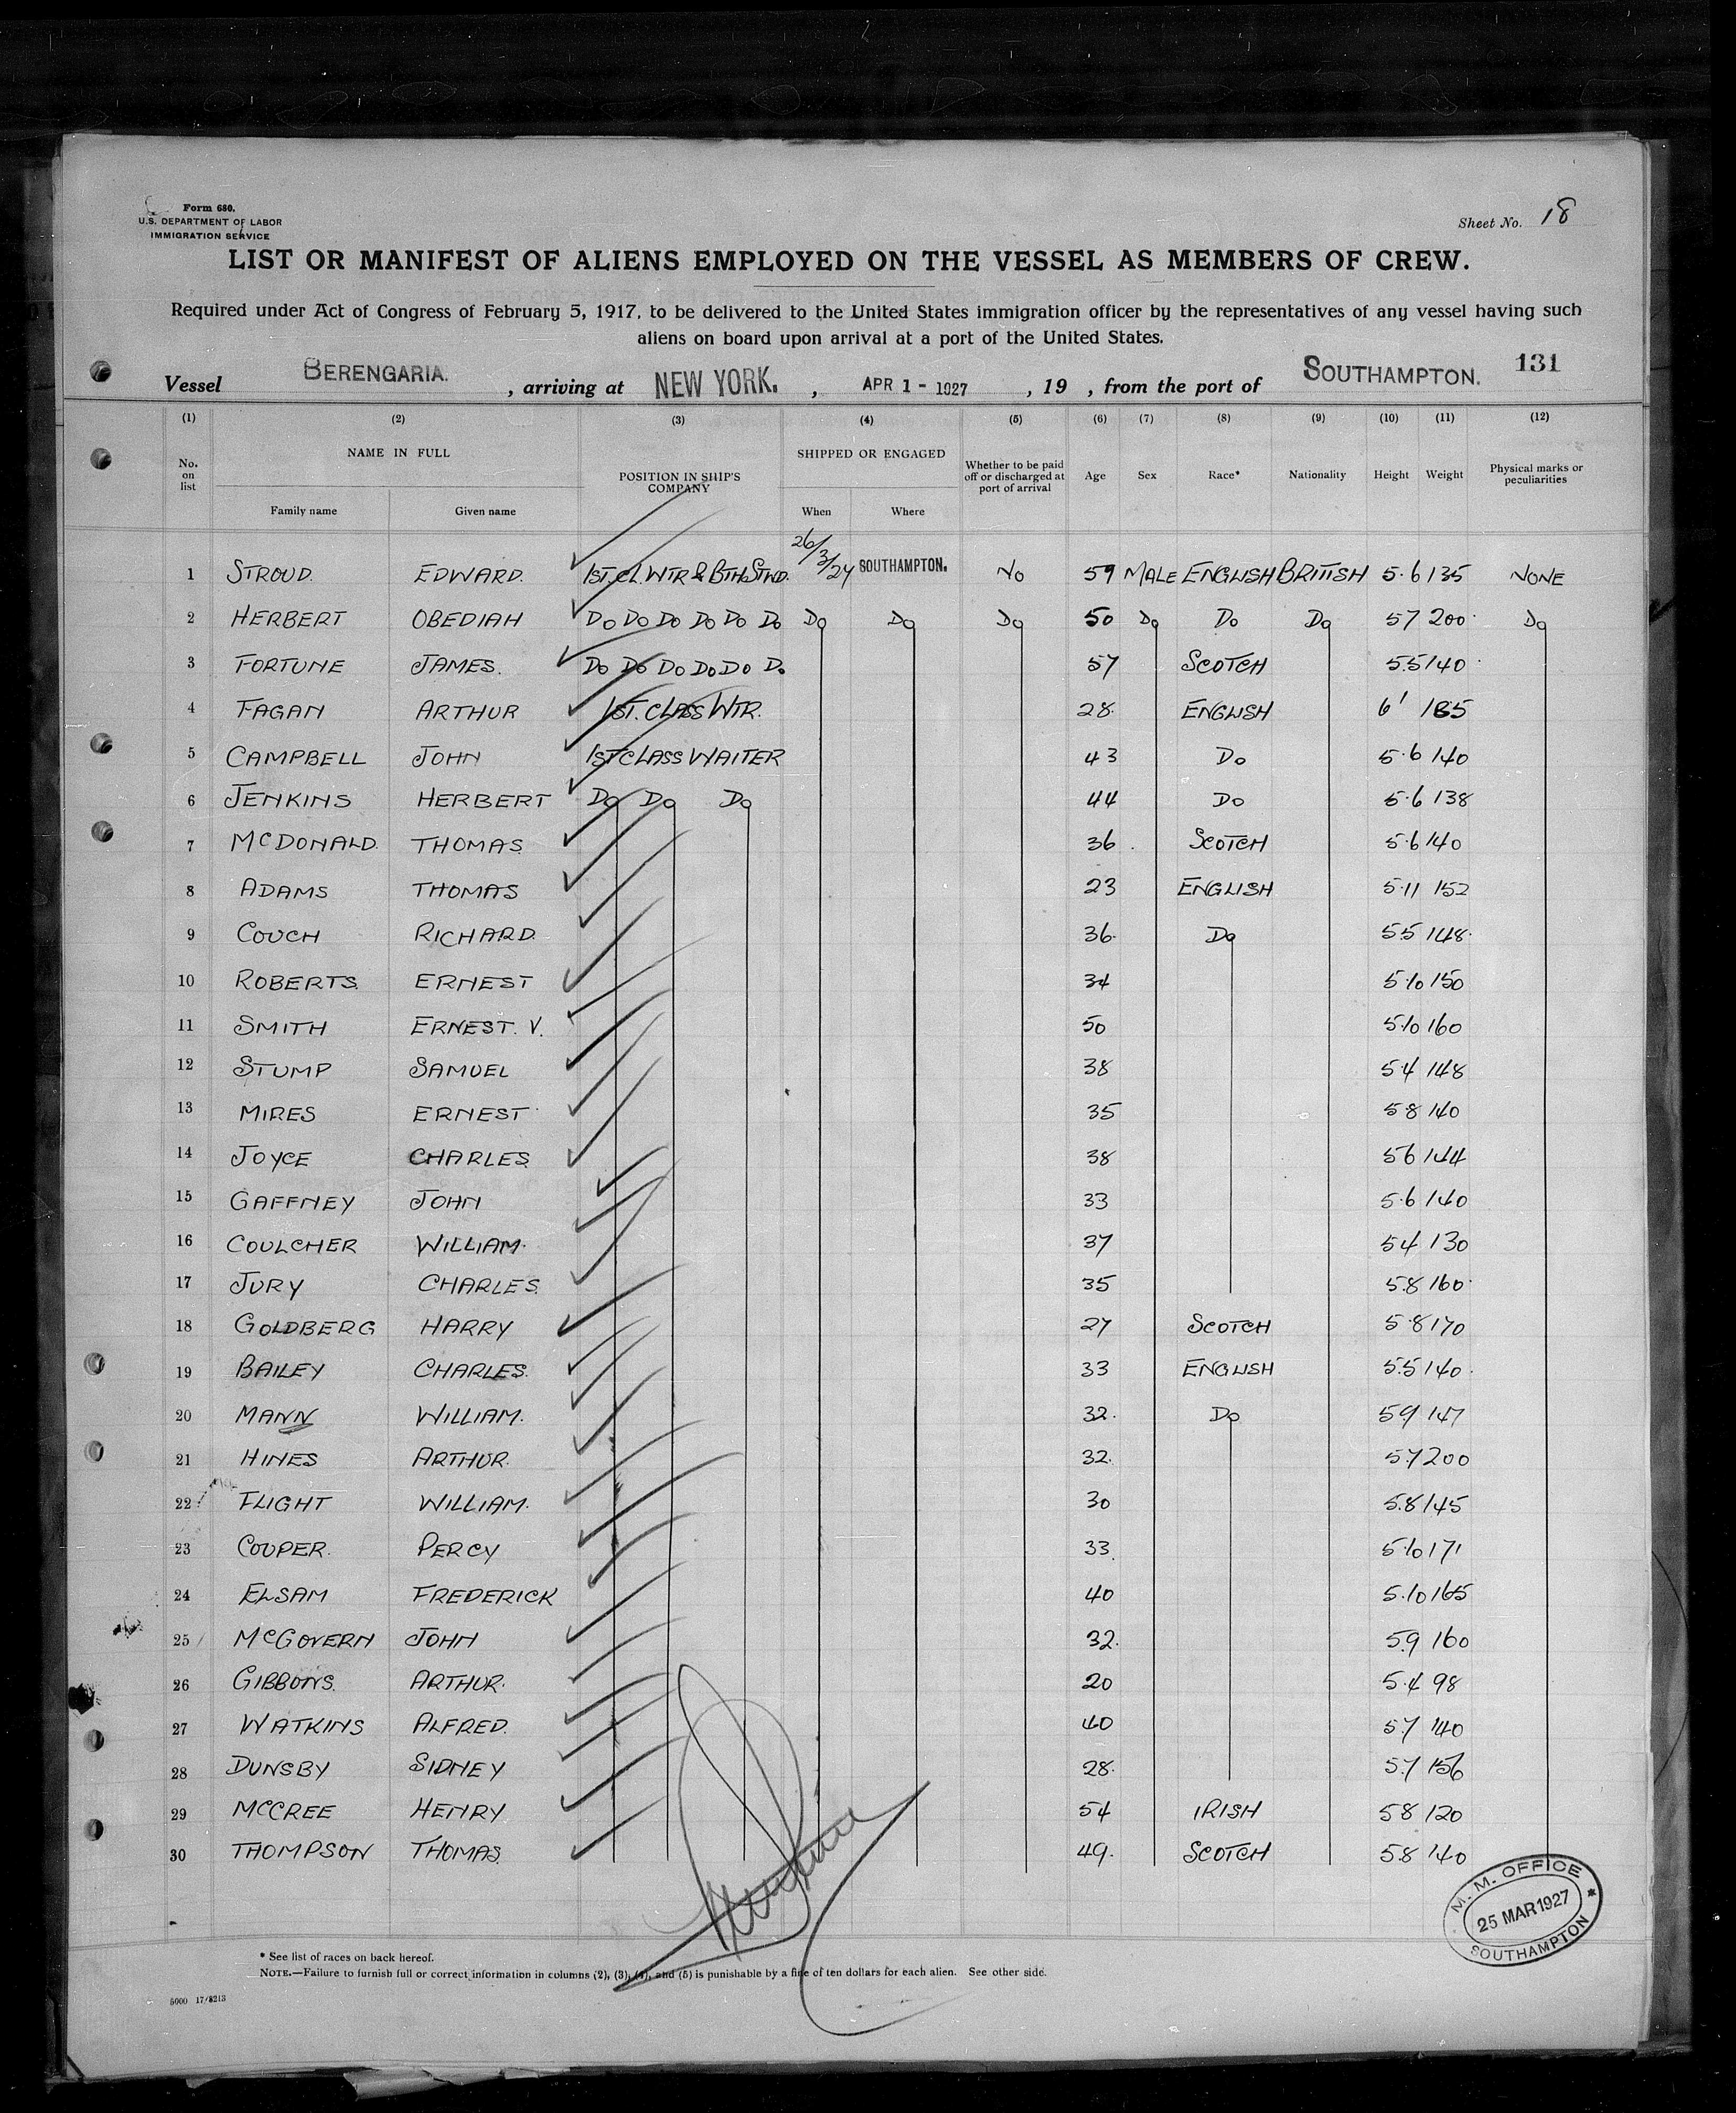 Form 680.
U.S. DEPARTMENT OF LABOR
IMMIGRATION SERVICE
Sheet No. 18
LIST OR MANIFEST OF ALIENS EMPLOYED ON THE VESSEL AS MEMBERS OF CREW.
Required under Act of Congress of February 5, 1917, to be delivered to the United States immigration officer by the representatives of any vessel having such
aliens on board upon arrival at a port of the United States.
131
Vessel BERENGARIA. , arriving at NEW YORK. , APR 1 - 1927 , 19 , from the port of SOUTHAMPTON.
(1) (2) (3) (4) (5) (6) (7) (8) (9) (10) (11) (12)
No. on list NAME IN FULL POSITION IN SHIP'S COMPANY SHIPPED OR ENGAGED Whether to be paid off or discharged at port of arrival Age Sex Race* Nationality Height Weight Physical marks or peculiarities
Family name Given name When Where
1 STROUD. EDWARD. 1ST. CL. WTR & BTH. STWD. 26/3/27 SOUTHAMPTON. NO 59 MALE ENGLISH BRITISH 5.6 135 NONE
2 HERBERT OBEDIAH DO DO DO DO DO DO DO DO DO 50 DO DO DO 57 200 DO
3 FORTUNE JAMES. DO DO DO DO DO DO 57 SCOTCH 5.5 140
4 FAGAN ARTHUR 1ST. CLASS WTR. 28. ENGLISH 6' 185
5 CAMPBELL JOHN 1ST CLASS WAITER 43 DO 5.6 140
6 JENKINS HERBERT DO DO DO 44 DO 5.6 138
7 MCDONALD. THOMAS. 36 SCOTCH 5.6 140
8 ADAMS THOMAS 23 ENGLISH 5.11 152
9 COUCH RICHARD. 36. DO 5.5 148.
10 ROBERTS. ERNEST 34 5.10 150
11 SMITH ERNEST. V. 50 5.10 160
12 STUMP SAMUEL 38 5.4 148
13 MIRES ERNEST 35 5 8 140
14 JOYCE CHARLES. 38 56 144
15 GAFFNEY JOHN 33 5.6 140
16 COULCHER WILLIAM. 37 5 4 130
17 JURY CHARLES. 35 5.8 160.
18 GOLDBERG HARRY 27 SCOTCH 5.8 170
19 BAILEY CHARLES. 33 ENGLISH 5.5 140.
20 MANN WILLIAM. 32. DO 5.9 147
21 HINES ARTHUR. 32. 5.7 200
22 FLIGHT WILLIAM. 30 5.8 145
23 COUPER. PERCY 33. 5.10 171
24 ELSAM FREDERICK 40 5.10 165
25 MCGOVERN JOHN 32. 5.9 160
26 GIBBONS. ARTHUR. 20 5.4 98
27 WATKINS ALFRED. 40 5.7 140
28 DUNSBY SIDNEY 28. 5.7 156
29 MCCREE HENRY 54 IRISH 5 8 120
30 THOMPSON THOMAS. 49. SCOTCH 5.8 140
M. M. OFFICE
25 MAR 1927
SOUTHAMPTON
* See list of races on back hereof.
NOTE.—Failure to furnish full or correct information in columns (2), (3), (4), and (5) is punishable by a fine of ten dollars for each alien. See other side.
5000 17/8213